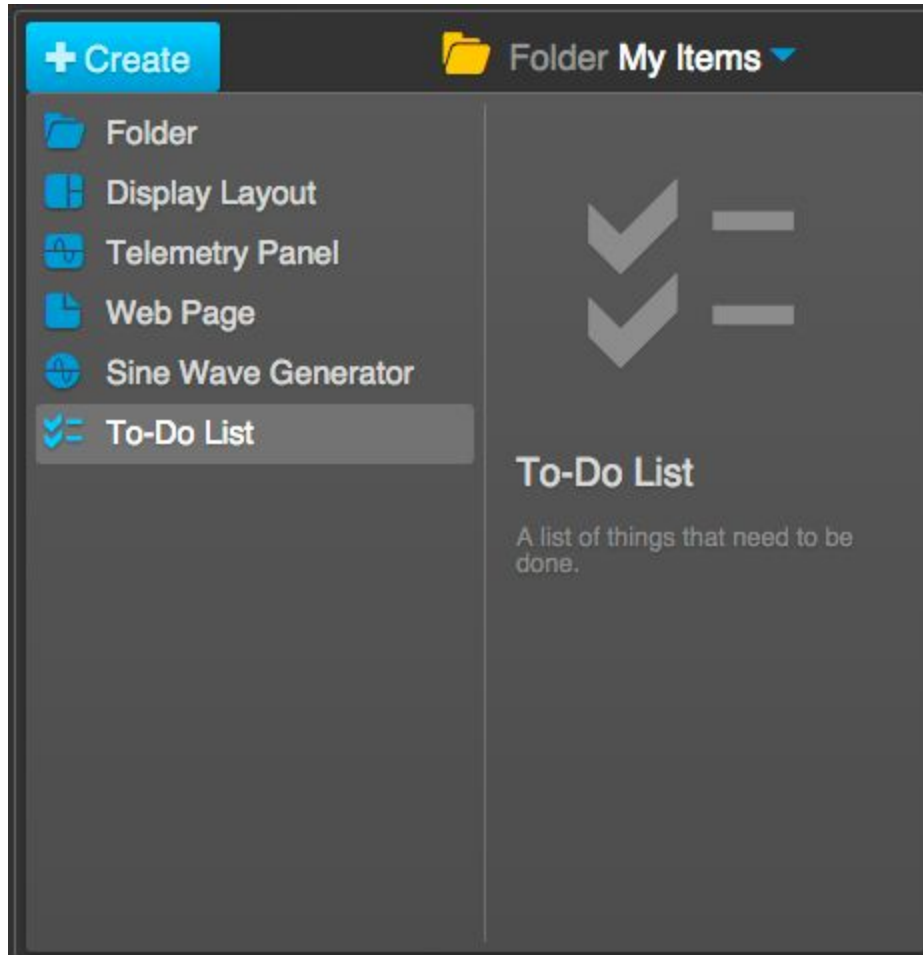 Create
Folder My Items
Folder
Display Layout
Telemetry Panel
Web Page
Sine Wave Generator
To-Do List
To-Do List
A list of things that need to be
done.